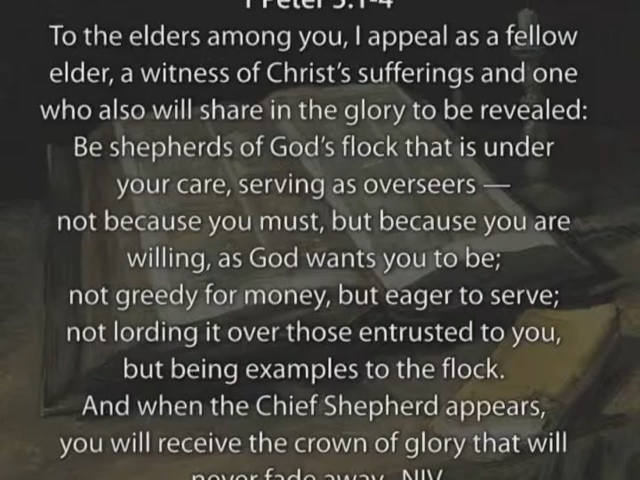 1 Peter 5:1-4
To the elders among you, I appeal as a fellow
elder, a witness of Christ's sufferings and one
who also will share in the glory to be revealed:
Be shepherds of God's flock that is under
your care, serving as overseers —
not because you must, but because you are
willing, as God wants you to be;
not greedy for money, but eager to serve;
not lording it over those entrusted to you,
but being examples to the flock.
And when the Chief Shepherd appears,
you will receive the crown of glory that will
never fade away. NIV